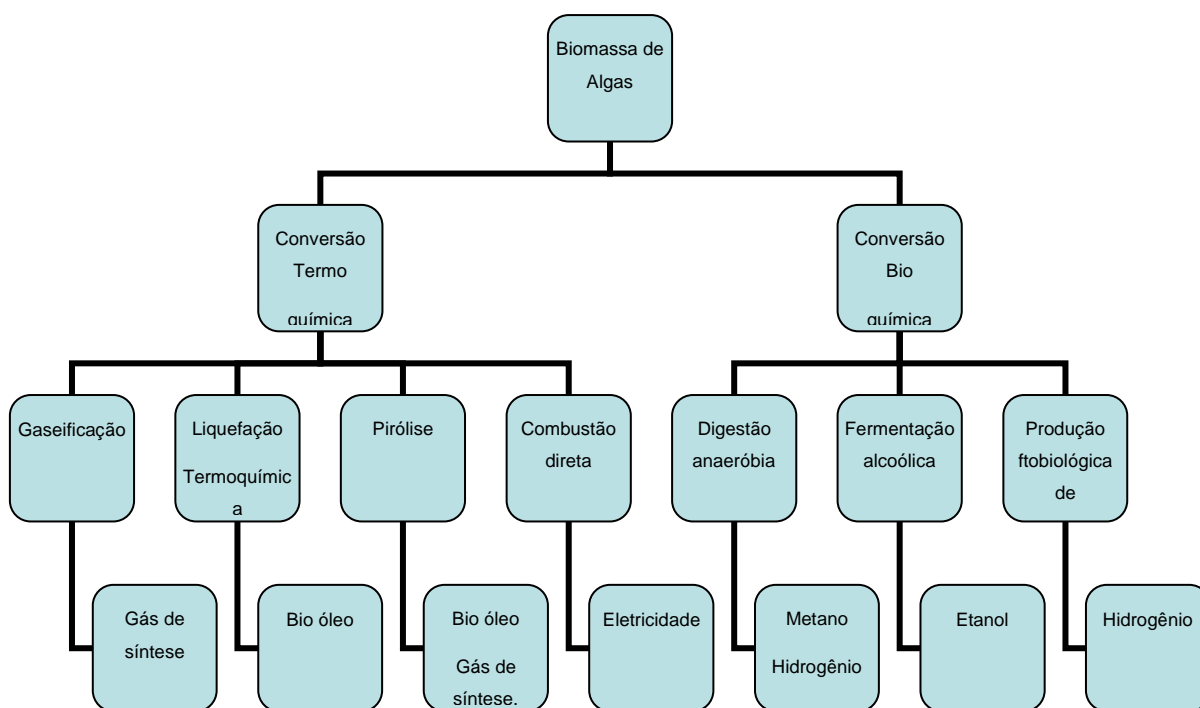 Biomassa de
Algas
Conversão
Termo
química
Conversão
Bio
química
Gaseificação
Liquefação
Termoquímic
a
Pirólise
Combustão
direta
Digestão
anaeróbia
Fermentação
alcoólica
Produção
ftobiológica
de
Gás de
síntese
Bio óleo
Bio óleo
Gás de
síntese.
Eletricidade
Metano
Hidrogênio
Etanol
Hidrogênio